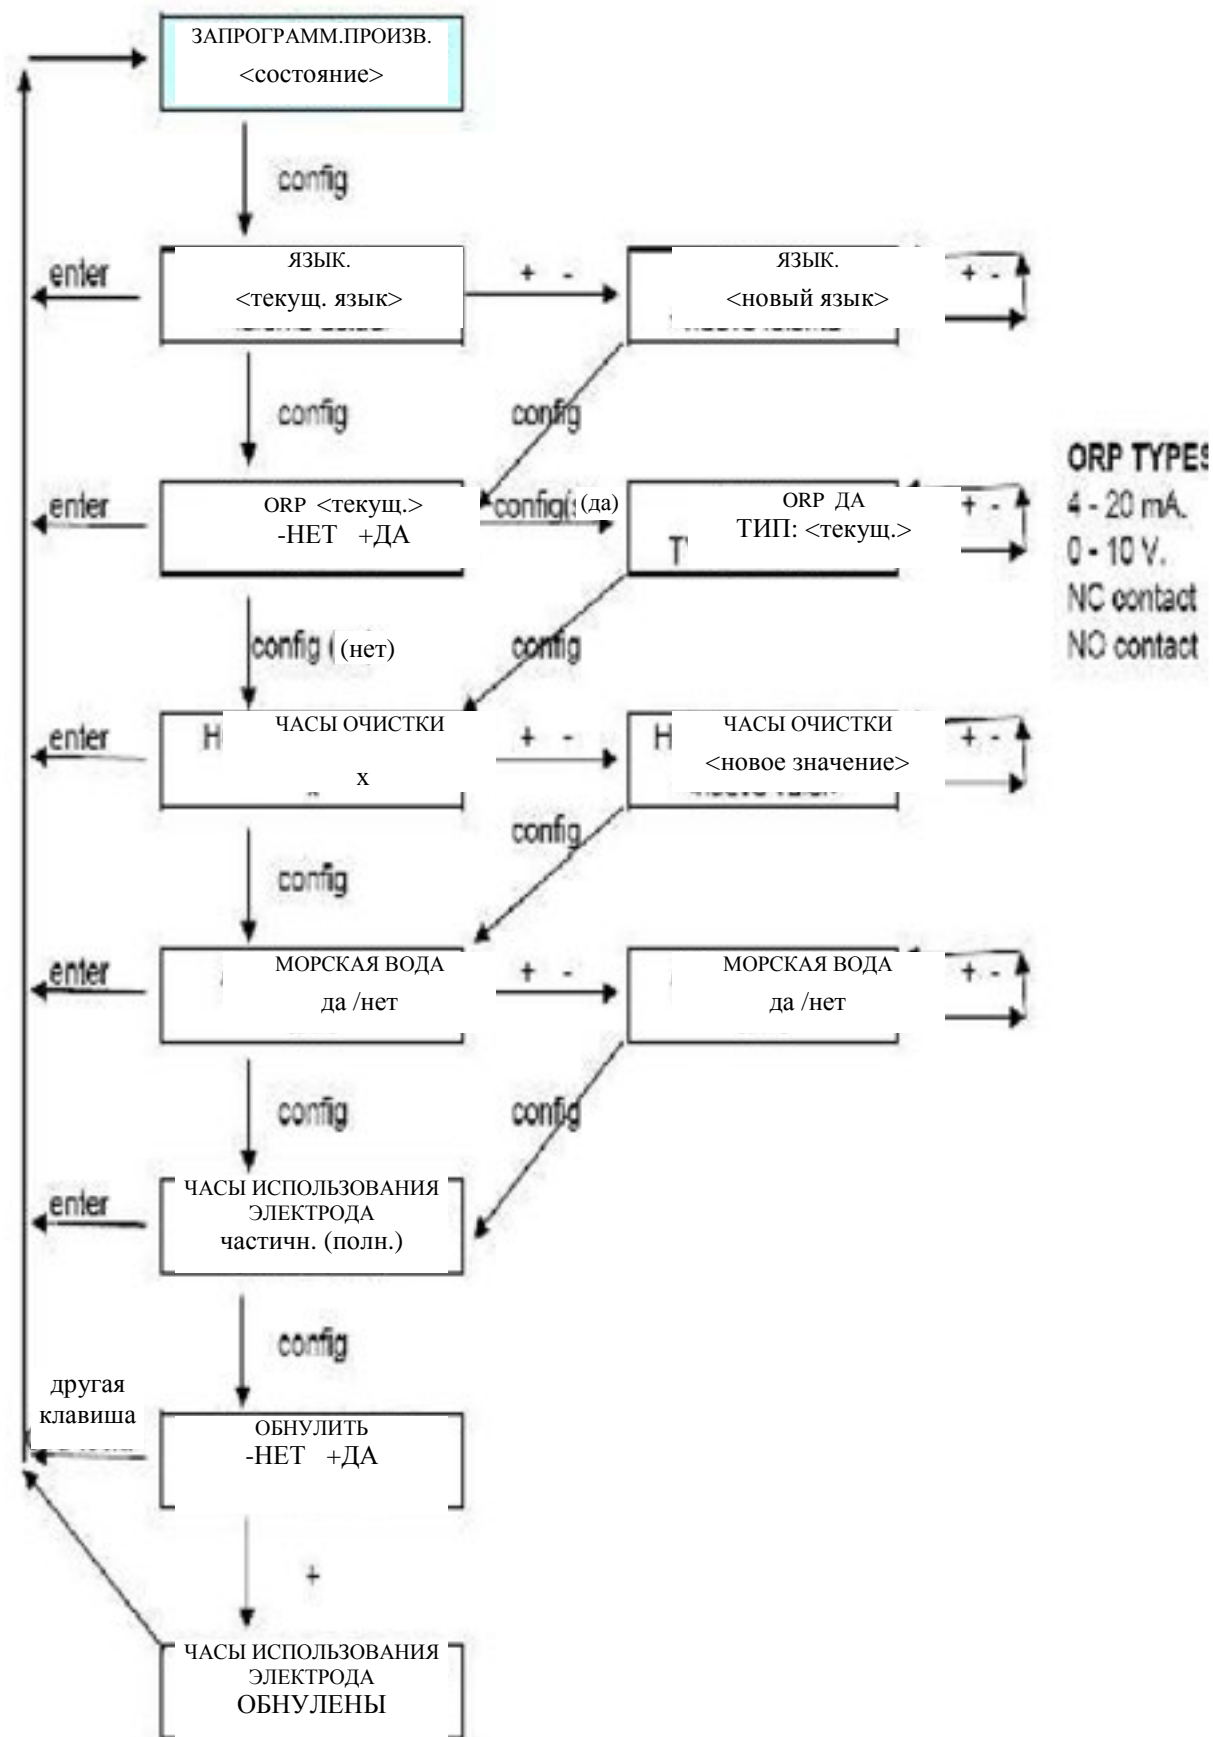 ЗАПРОГРАММ.ПРОИЗВ.
<состояние>
config
enter
ЯЗЫК.
<текущ. язык>
+ -
ЯЗЫК.
<новый язык>
+ -
config
config
enter
ORP <текущ.>
-НЕТ +ДА
config (да)
ORP ДА
ТИП: <текущ.>
+ -
ORP TYPES
4 - 20 mA.
0 - 10 V.
NC contact
NO contact
config (нет)
config
enter
ЧАСЫ ОЧИСТКИ
x
+ -
ЧАСЫ ОЧИСТКИ
<новое значение>
+ -
config
config
enter
МОРСКАЯ ВОДА
да /нет
+ -
МОРСКАЯ ВОДА
да /нет
+ -
config
config
enter
ЧАСЫ ИСПОЛЬЗОВАНИЯ
ЭЛЕКТРОДА
частичн. (полн.)
config
другая
клавиша
ОБНУЛИТЬ
-НЕТ +ДА
+
ЧАСЫ ИСПОЛЬЗОВАНИЯ
ЭЛЕКТРОДА
ОБНУЛЕНЫ